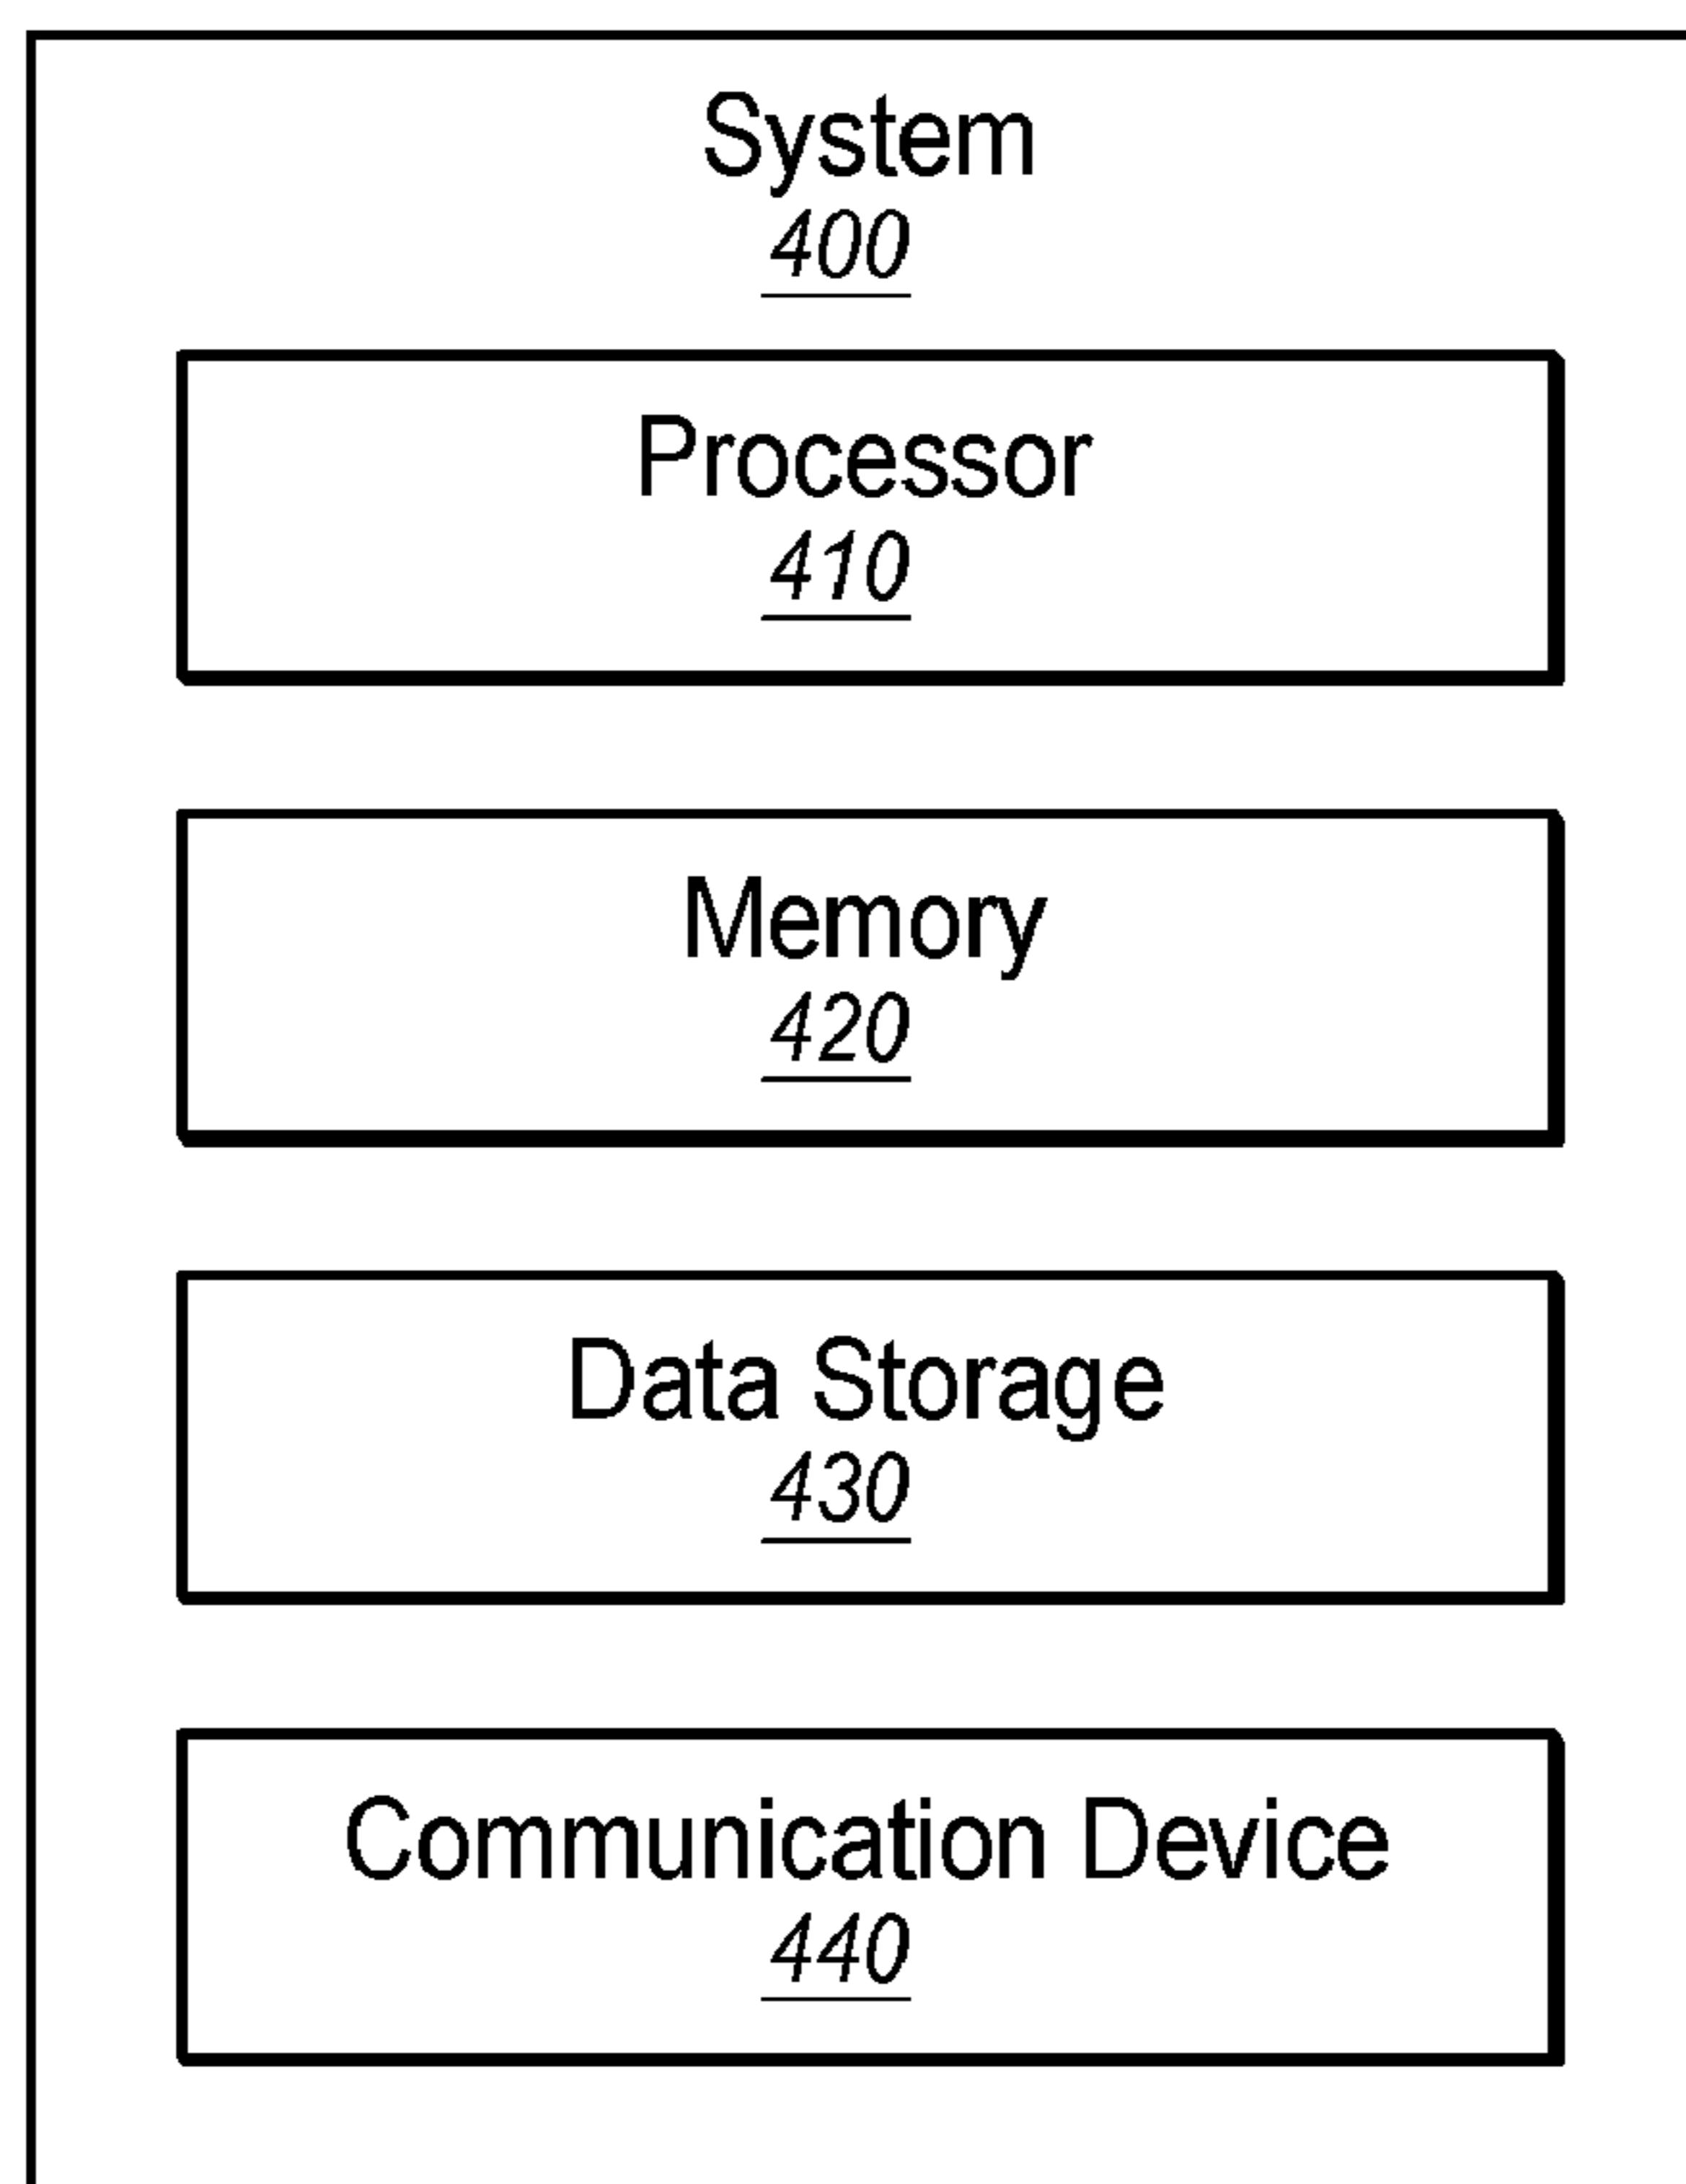 System
400
Processor
410
Memory
420
Data Storage
430
Communication Device
440